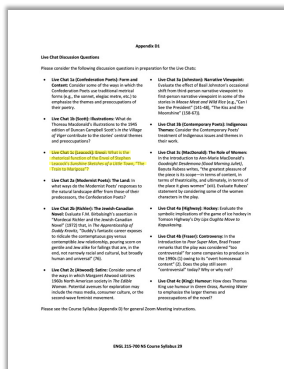 Appendix D1
Live Chat Discussion Questions
Please consider the following discussion questions in preparation for the Live Chats:
• Live Chat 1a (Confederation Poets): Form and
Content: Consider some of the ways in which the
Confederation Poets use traditional metrical
forms (e.g., the sonnet, elegiac metre, etc.) to
emphasize the themes and preoccupations of
their poetry.
• Live Chat 1b (Scott): Illustrations: What do
Thoreau Macdonald's illustrations to the 1945
edition of Duncan Campbell Scott's In the Village
of Viger contribute to the stories' central themes
and preoccupations?
• Live Chat 1c (Leacock): Envoi: What is the
rhetorical function of the Envoi of Stephen
Leacock's Sunshine Sketches of a Little Town, "The
Train to Mariposa"?
• Live Chat 2a (Modernist Poets): The Land: In
what ways do the Modernist Poets' responses to
the natural landscape differ from those of their
predecessors, the Confederation Poets?
• Live Chat 2b (Richler): The Jewish-Canadian
Novel: Evaluate F.M. Birbalsingh's assertion in
"Mordecai Richler and the Jewish-Canadian
Novel" (1972) that, in The Apprenticeship of
Duddy Kravitz, "Duddy's fantastic career exposes
to ridicule the contemptuous goy versus
contemptible Jew relationship, pouring scorn on
gentile and Jew alike for failings that are, in the
end, not narrowly racial and cultural, but broadly
human and universal" (76).
• Live Chat 2c (Atwood): Satire: Consider some of
the ways in which Margaret Atwood satirizes
1960s North American society in The Edible
Woman. Potential avenues for exploration may
include the mass media, consumer culture, or the
second-wave feminist movement.
• Live Chat 3a (Johnston): Narrative Viewpoint:
Evaluate the effect of Basil Johnston's occasional
shift from third-person narrative viewpoint to
first-person narrative viewpoint in some of the
stories in Moose Meat and Wild Rice (e.g., "Can I
See the President" [141-48], "The Kiss and the
Moonshine" [158-67]).
• Live Chat 3b (Contemporary Poets): Indigenous
Themes: Consider the Contemporary Poets'
treatment of Indigenous issues and themes in
their work.
• Live Chat 3c (MacDonald): The Role of Women:
In the Introduction to Ann-Marie MacDonald's
Goodnight Desdemona (Good Morning Juliet),
Banuta Rubess writes, "the greatest pleasure of
the piece is its scope—in terms of content, in
terms of theatricality, and ultimately, in terms of
the place it gives women" (xiii). Evaluate Rubess'
statement by considering some of the women
characters in the play.
• Live Chat 4a (Highway): Hockey: Evaluate the
symbolic implications of the game of ice hockey in
Tomson Highway's Dry Lips Oughta Move to
Kapuskasing.
• Live Chat 4b (Fraser): Controversy: In the
Introduction to Poor Super Man, Brad Fraser
remarks that the play was considered "too
controversial" for some companies to produce in
the 1990s (1) owing to its "overt homosexual
content" (2). Does the play still seem
"controversial" today? Why or why not?
• Live Chat 4c (King): Humour: How does Thomas
King use humour in Green Grass, Running Water
to emphasize the larger themes and
preoccupations of the novel?
Please see the Course Syllabus (Appendix D) for general Zoom Meeting instructions.
ENGL 215-700 NS Course Syllabus 29